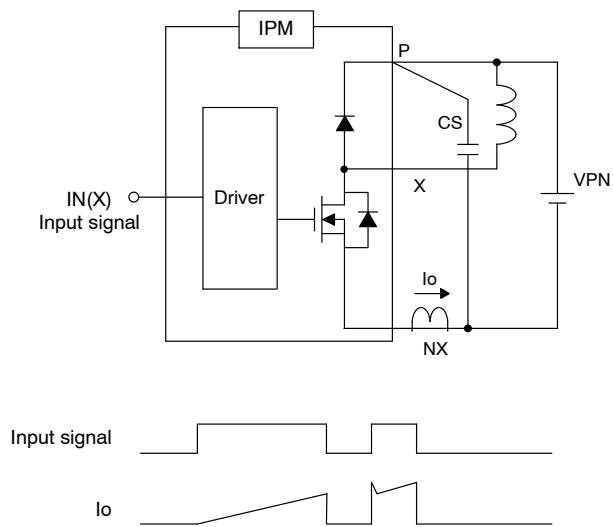 IPM
P
CS
VPN
X
IN(X)
Input signal
Driver
Io
NX
Input signal
Io